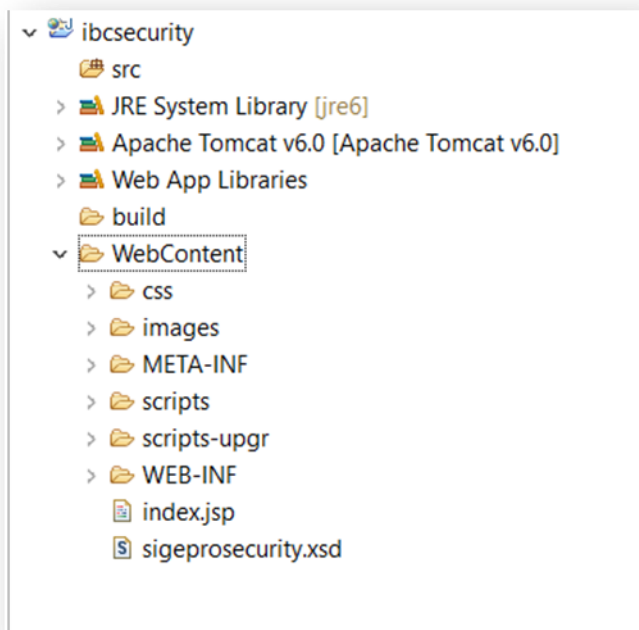 ibcsecurity
src
JRE System Library [jre6]
Apache Tomcat v6.0 [Apache Tomcat v6.0]
Web App Libraries
build
WebContent
css
images
META-INF
scripts
scripts-upgr
WEB-INF
index.jsp
sigeprosecurity.xsd